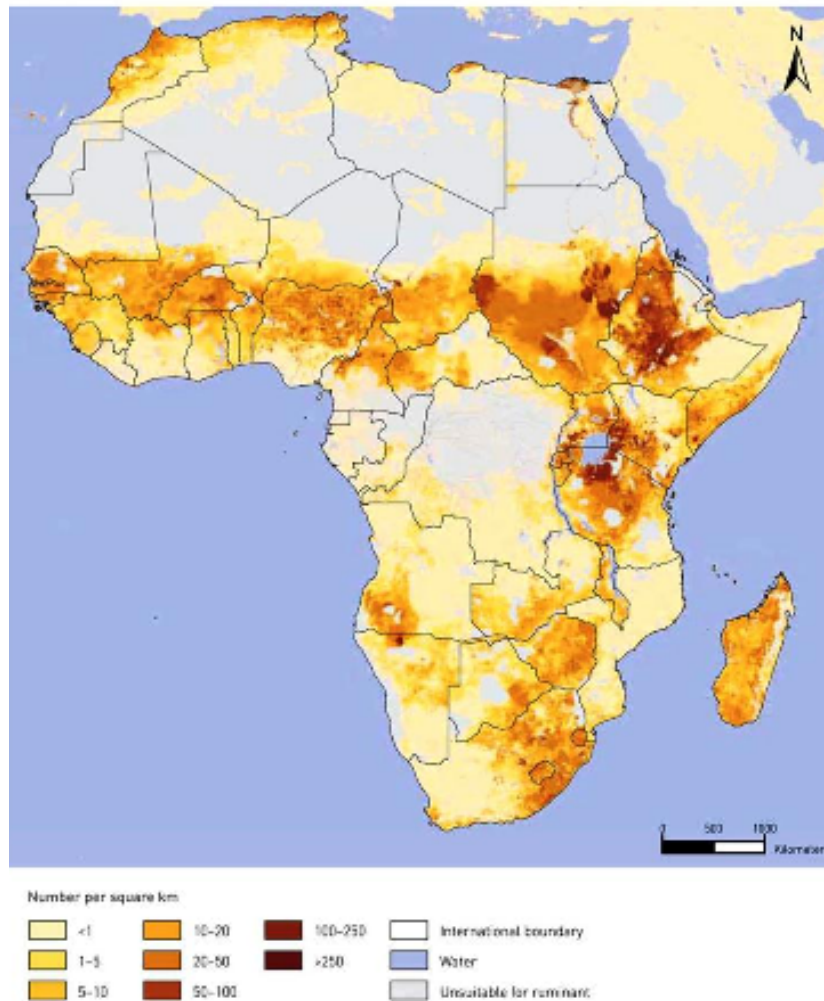 N
0 500 1000
Kilometer
Number per square km
<1 10-20 100-250 International boundary
1-5 20-50 >250 Water
5-10 50-100 Unsuitable for ruminant